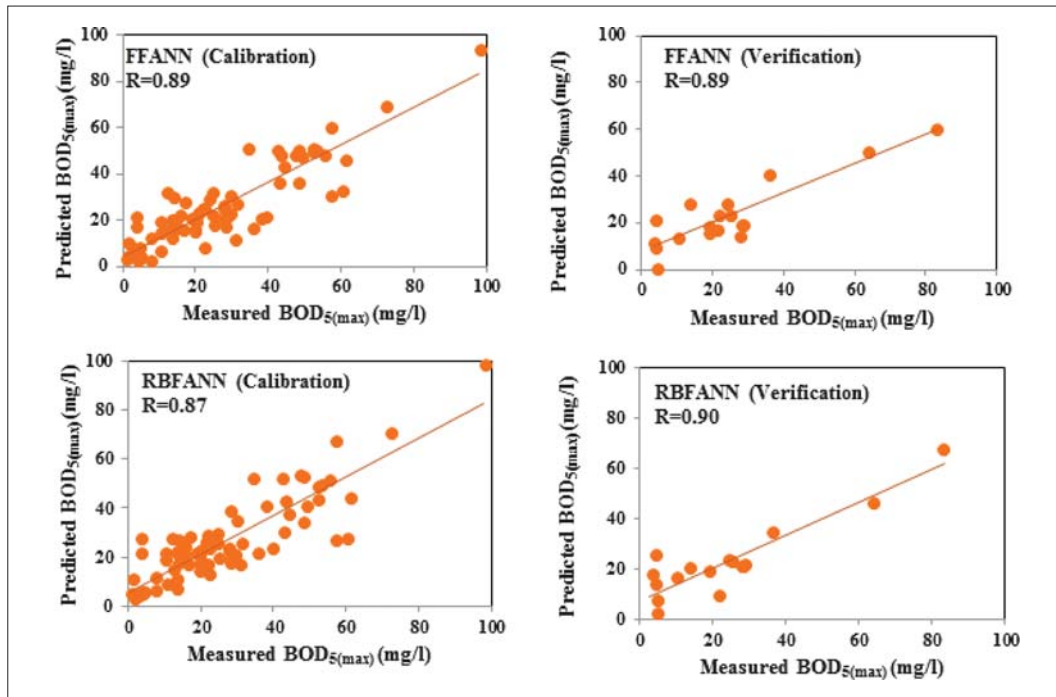 FFANN (Calibration)
R=0.89
100
80
60
40
20
0
Predicted BOD5(max) (mg/l)
0 20 40 60 80 100
Measured BOD5(max) (mg/l)
FFANN (Verification)
R=0.89
100
80
60
40
20
0
Predicted BOD5(max) (mg/l)
0 20 40 60 80 100
Measured BOD5(max) (mg/l)
RBFANN (Calibration)
R=0.87
100
80
60
40
20
0
Predicted BOD5(max) (mg/l)
0 20 40 60 80 100
Measured BOD5(max) (mg/l)
RBFANN (Verification)
R=0.90
100
80
60
40
20
0
Predicted BOD5(max) (mg/l)
0 20 40 60 80 100
Measured BOD5(max) (mg/l)